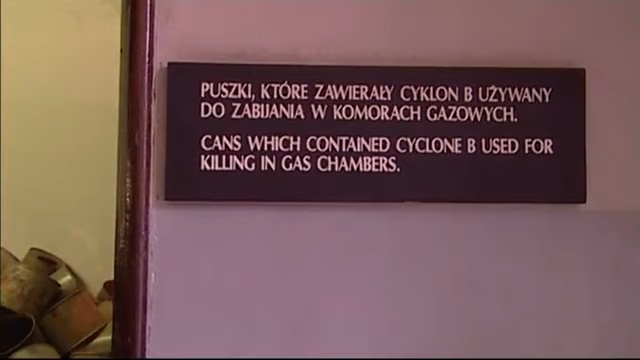 PUSZKI, KTÓRE ZAWIERAŁY CYKLON B UŻYWANY
DO ZABIJANIA W KOMORACH GAZOWYCH.
CANS WHICH CONTAINED CYCLONE B USED FOR
KILLING IN GAS CHAMBERS.